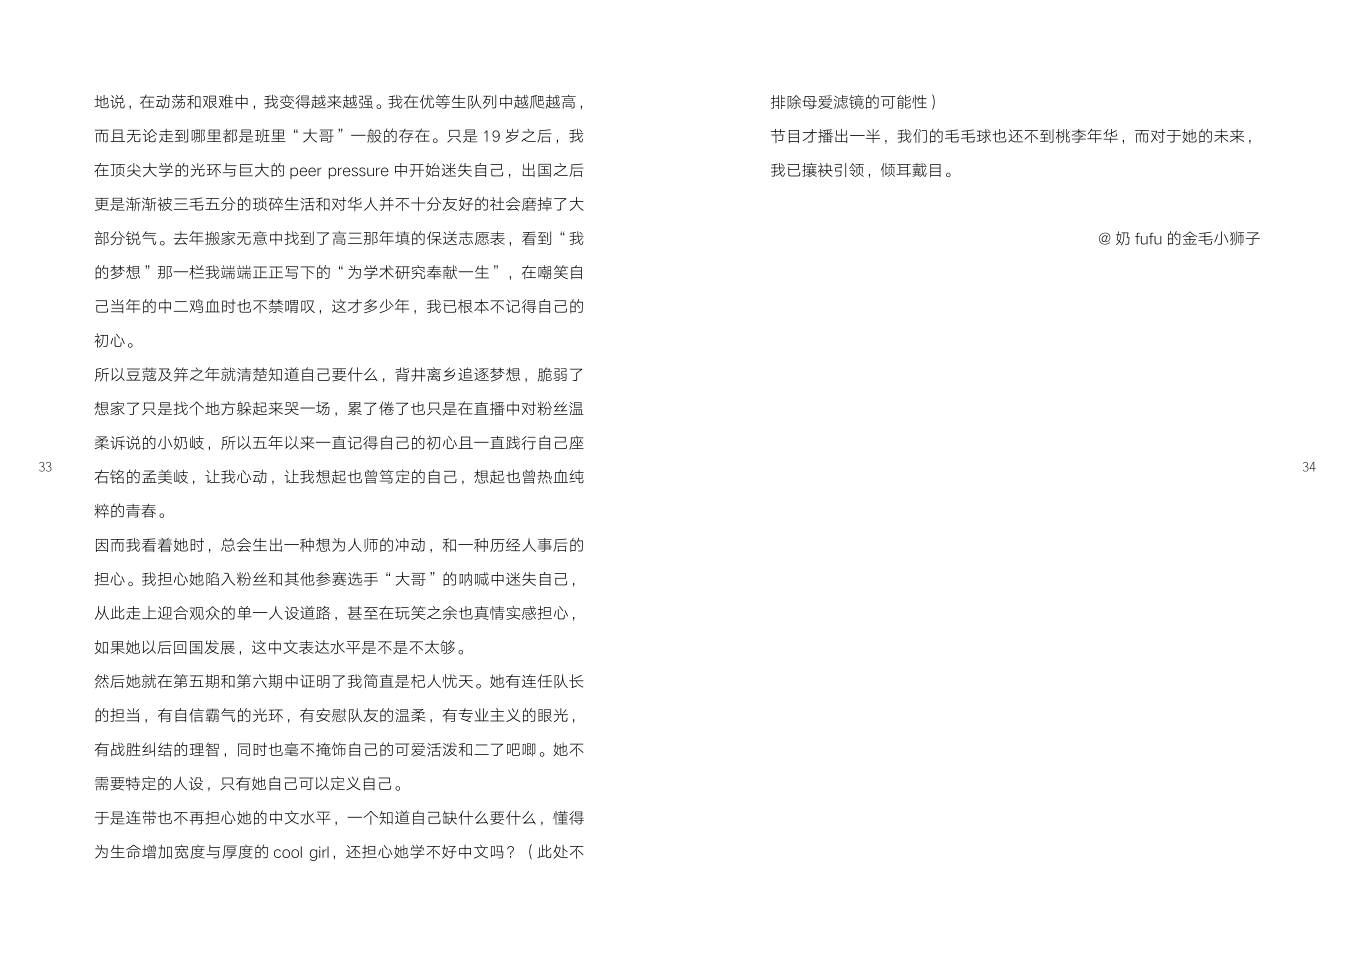 地说，在动荡和艰难中，我变得越来越强。我在优等生队列中越爬越高，
而且无论走到哪里都是班里“大哥”一般的存在。只是 19 岁之后，我
在顶尖大学的光环与巨大的 peer pressure 中开始迷失自己，出国之后
更是渐渐被三毛五分的琐碎生活和对华人并不十分友好的社会磨掉了大
部分锐气。去年搬家无意中找到了高三那年填的保送志愿表，看到“我
的梦想”那一栏我端端正正写下的“为学术研究奉献一生”，在嘲笑自
己当年的中二鸡血时也不禁喟叹，这才多少年，我已根本不记得自己的
初心。
所以豆蔻及笄之年就清楚知道自己要什么，背井离乡追逐梦想，脆弱了
想家了只是找个地方躲起来哭一场，累了倦了也只是在直播中对粉丝温
柔诉说的小奶岐，所以五年以来一直记得自己的初心且一直践行自己座
右铭的孟美岐，让我心动，让我想起也曾笃定的自己，想起也曾热血纯
粹的青春。
因而我看着她时，总会生出一种想为人师的冲动，和一种历经人事后的
担心。我担心她陷入粉丝和其他参赛选手“大哥”的呐喊中迷失自己，
从此走上迎合观众的单一人设道路，甚至在玩笑之余也真情实感担心，
如果她以后回国发展，这中文表达水平是不是不太够。
然后她就在第五期和第六期中证明了我简直是杞人忧天。她有连任队长
的担当，有自信霸气的光环，有安慰队友的温柔，有专业主义的眼光，
有战胜纠结的理智，同时也毫不掩饰自己的可爱活泼和二了吧唧。她不
需要特定的人设，只有她自己可以定义自己。
于是连带也不再担心她的中文水平，一个知道自己缺什么要什么，懂得
为生命增加宽度与厚度的 cool girl，还担心她学不好中文吗？（此处不
33
排除母爱滤镜的可能性）
节目才播出一半，我们的毛毛球也还不到桃李年华，而对于她的未来，
我已攘袂引领，倾耳戴目。
@ 奶 fufu 的金毛小狮子
34